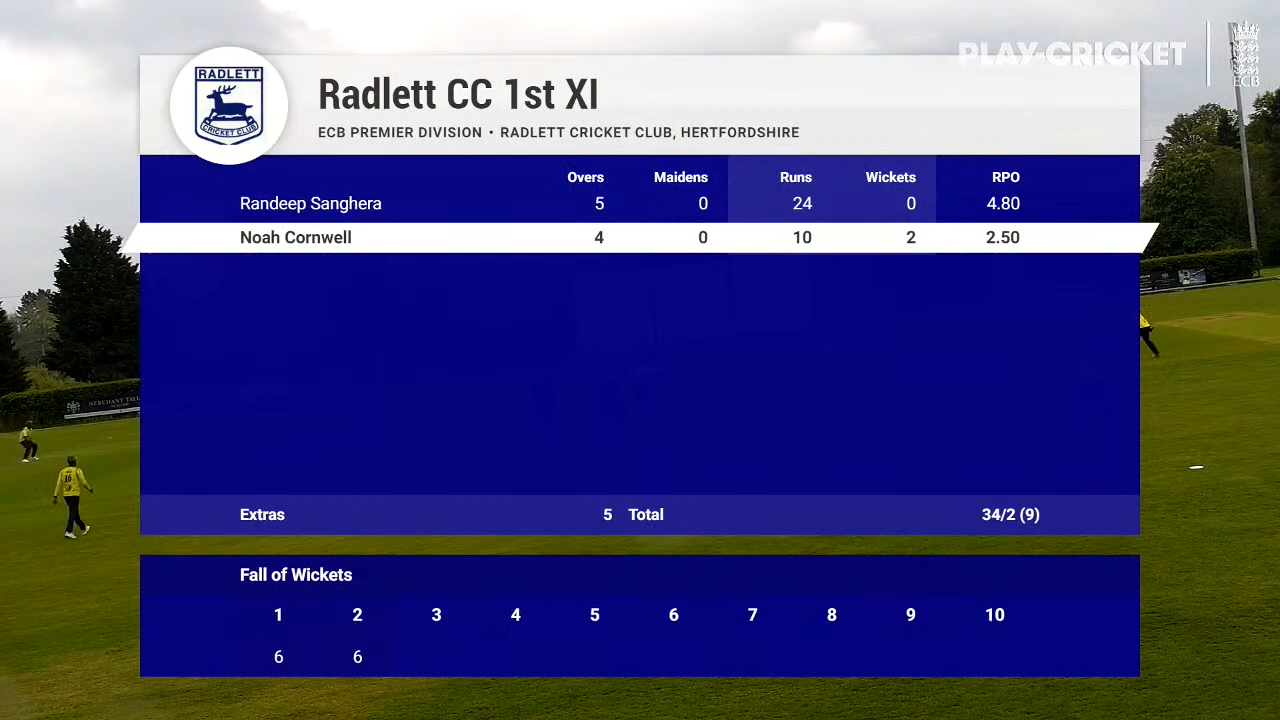 PLAY-CRICKET
ECB
RADLETT
CRICKET CLUB
Radlett CC 1st XI
ECB PREMIER DIVISION • RADLETT CRICKET CLUB, HERTFORDSHIRE
Overs Maidens Runs Wickets RPO
Randeep Sanghera 5 0 24 0 4.80
Noah Cornwell 4 0 10 2 2.50
MERCHANT TAYL
16
Extras 5 Total 34/2 (9)
Fall of Wickets
1 2 3 4 5 6 7 8 9 10
6 6